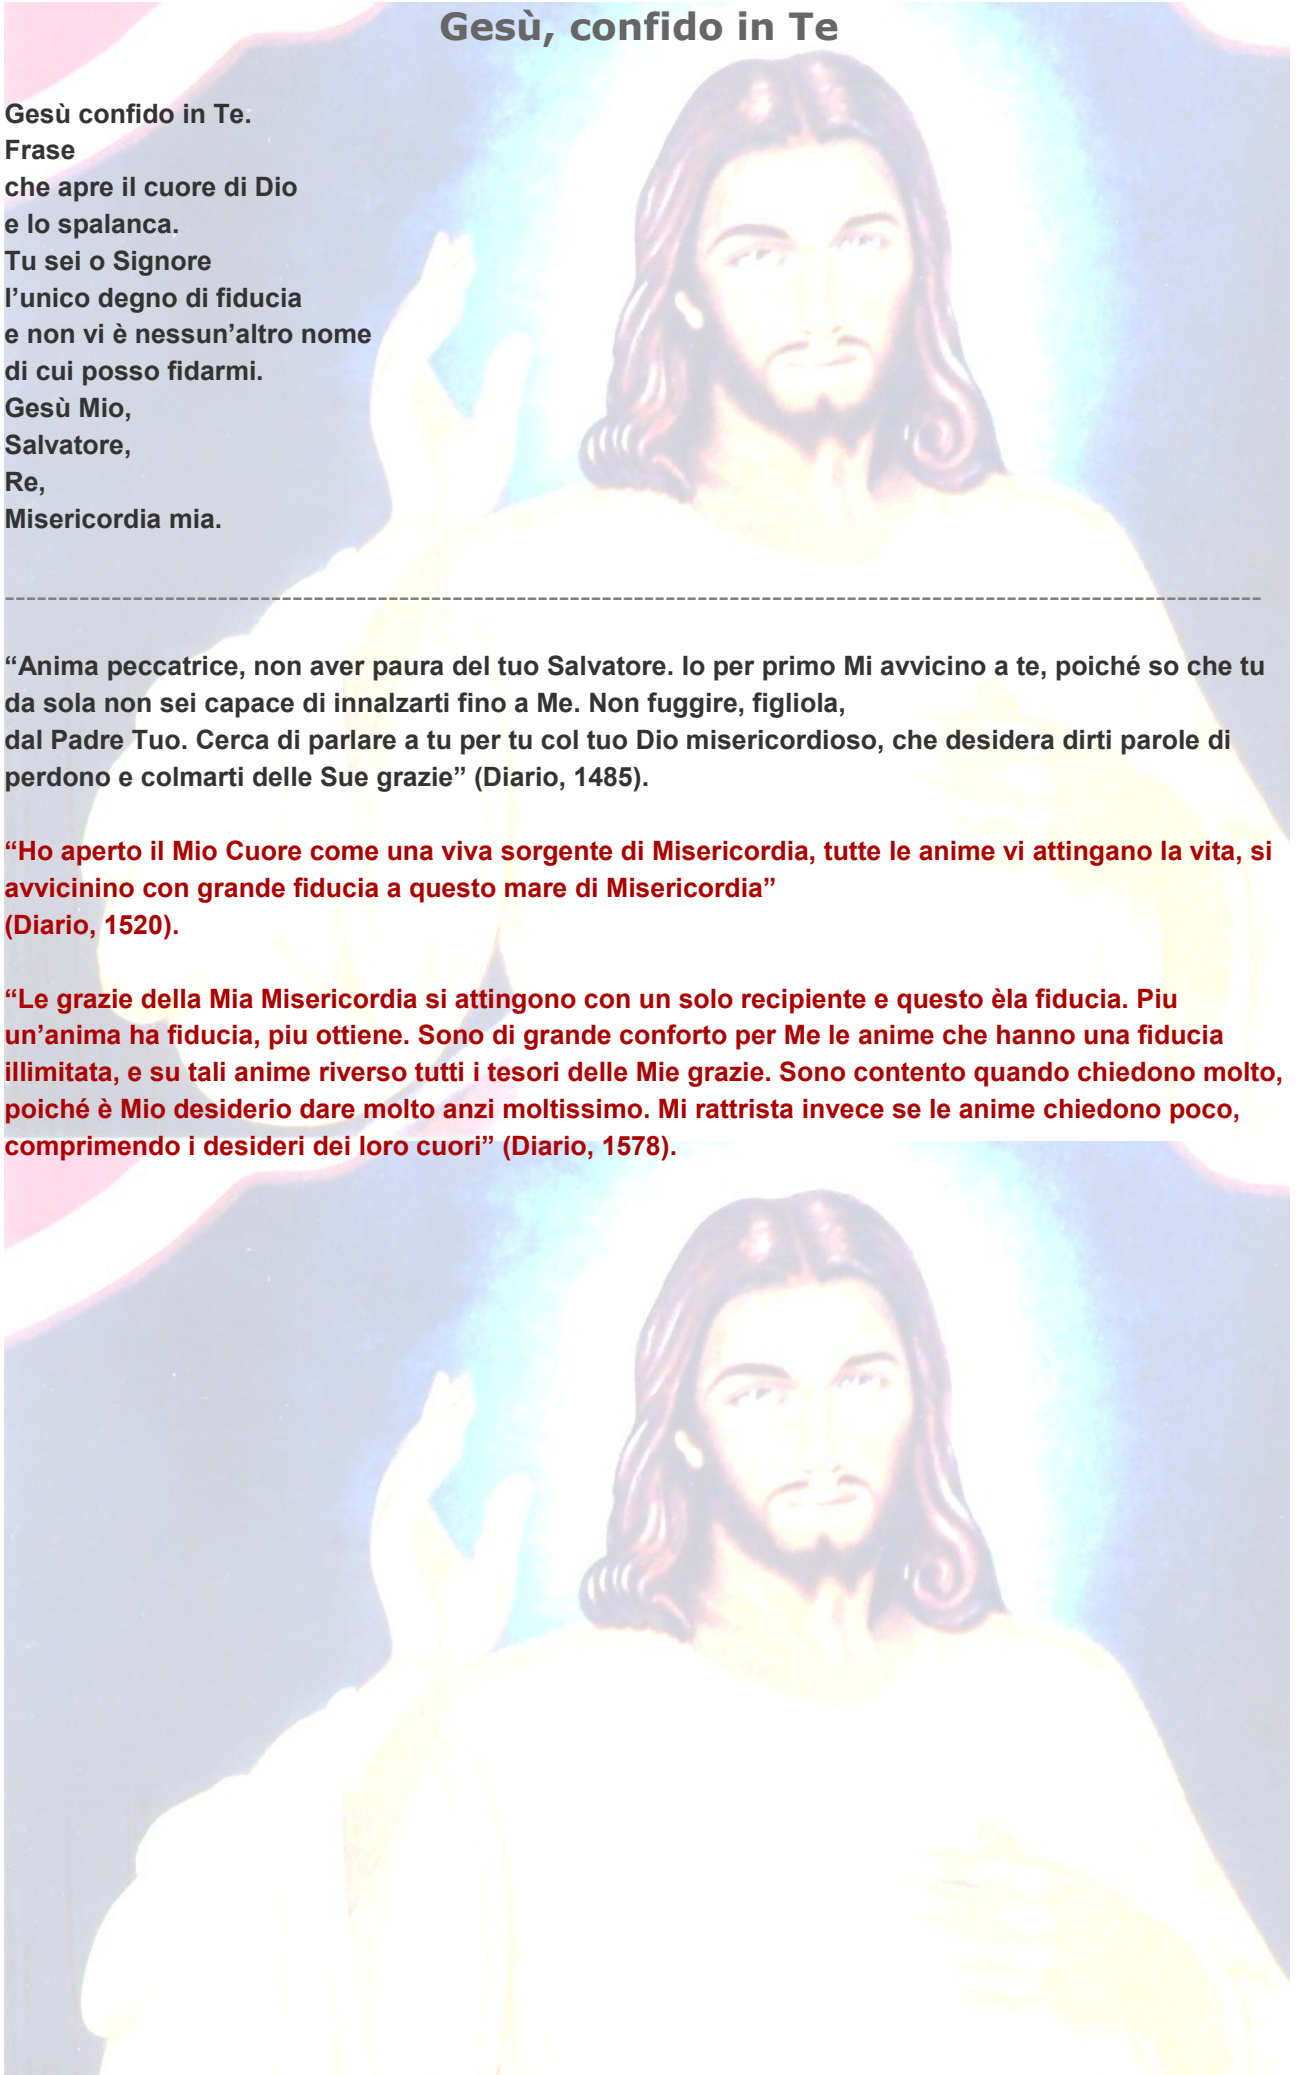 Gesù, confido in Te
Gesù confido in Te.
Frase
che apre il cuore di Dio
e lo spalanca.
Tu sei o Signore
l’unico degno di fiducia
e non vi è nessun’altro nome
di cui posso fidarmi.
Gesù Mio,
Salvatore,
Re,
Misericordia mia.
------------------------------------------------------------------------------------------------------------------------
“Anima peccatrice, non aver paura del tuo Salvatore. Io per primo Mi avvicino a te, poiché so che tu
da sola non sei capace di innalzarti fino a Me. Non fuggire, figliola,
dal Padre Tuo. Cerca di parlare a tu per tu col tuo Dio misericordioso, che desidera dirti parole di
perdono e colmarti delle Sue grazie” (Diario, 1485).
“Ho aperto il Mio Cuore come una viva sorgente di Misericordia, tutte le anime vi attingano la vita, si
avvicinino con grande fiducia a questo mare di Misericordia”
(Diario, 1520).
“Le grazie della Mia Misericordia si attingono con un solo recipiente e questo èla fiducia. Piu
un’anima ha fiducia, piu ottiene. Sono di grande conforto per Me le anime che hanno una fiducia
illimitata, e su tali anime riverso tutti i tesori delle Mie grazie. Sono contento quando chiedono molto,
poiché è Mio desiderio dare molto anzi moltissimo. Mi rattrista invece se le anime chiedono poco,
comprimendo i desideri dei loro cuori” (Diario, 1578).